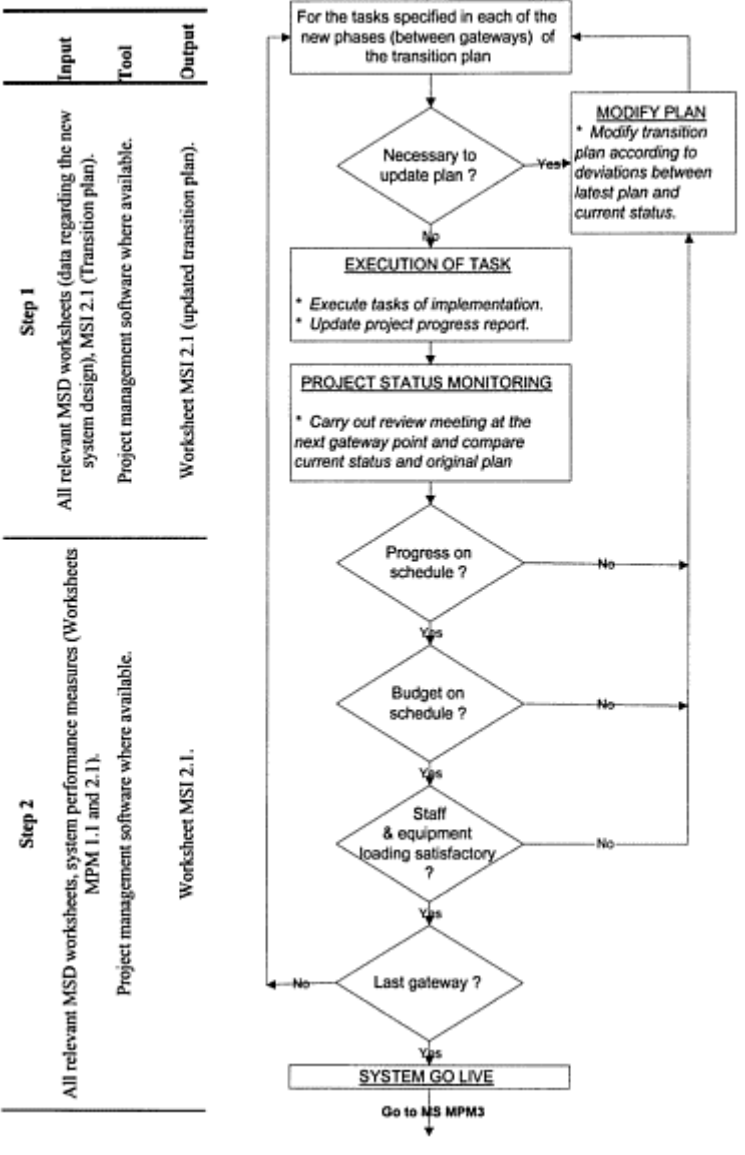 Input
Tool
Output
Step 1
All relevant MSD worksheets (data regarding the new
system design), MSI 2.1 (Transition plan).
Project management software where available.
Worksheet MSI 2.1 (updated transition plan).
Step 2
All relevant MSD worksheets, system performance measures (Worksheets
MPM 1.1 and 2.1).
Project management software where available.
Worksheet MSI 2.1.
For the tasks specified in each of the
new phases (between gateways) of
the transition plan
Necessary to
update plan ?
Yes
MODIFY PLAN
* Modify transition
plan according to
deviations between
latest plan and
current status.
No
EXECUTION OF TASK
* Execute tasks of implementation.
* Update project progress report.
PROJECT STATUS MONITORING
* Carry out review meeting at the
next gateway point and compare
current status and original plan
Progress on
schedule ?
No
Yes
Budget on
schedule ?
No
Yes
Staff
& equipment
loading satisfactory
?
No
Yes
Last gateway ?
No
Yes
SYSTEM GO LIVE
Go to MS MPM3